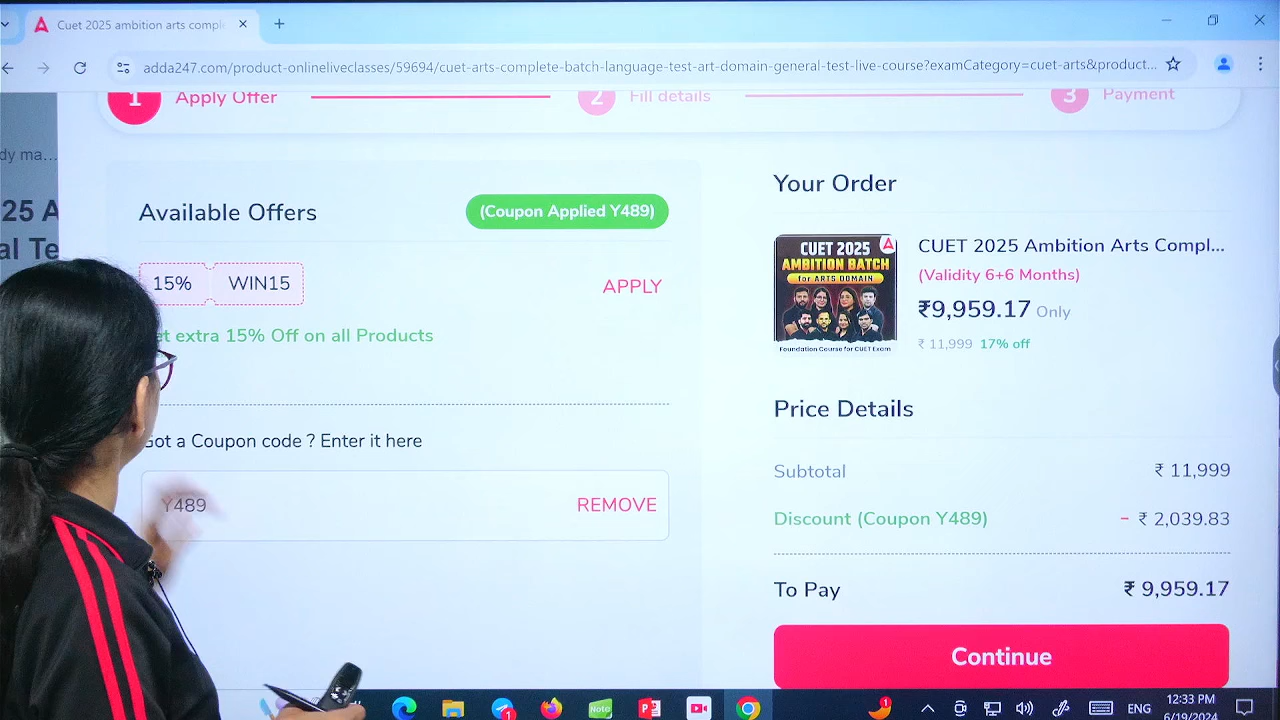 Cuet 2025 ambition arts comple
adda247.com/product-onlineliveclasses/59694/cuet-arts-complete-batch-language-test-art-domain-general-test-live-course?examCategory=cuet-arts&product...
1 Apply Offer
2 Fill details
3 Payment
dy ma...
25 A
al Te
Available Offers
(Coupon Applied Y489)
15% WIN15
APPLY
et extra 15% Off on all Products
Got a Coupon code ? Enter it here
Y489
REMOVE
Your Order
CUET 2025
AMBITION BATCH
for ARTS DOMAIN
Foundation Course for CUET Exam
CUET 2025 Ambition Arts Compl...
(Validity 6+6 Months)
₹9,959.17 Only
₹ 11,999 17% off
Price Details
Subtotal ₹ 11,999
Discount (Coupon Y489) - ₹ 2,039.83
To Pay ₹ 9,959.17
Continue
1
Note
1
ENG
12:33 PM
6/19/2024